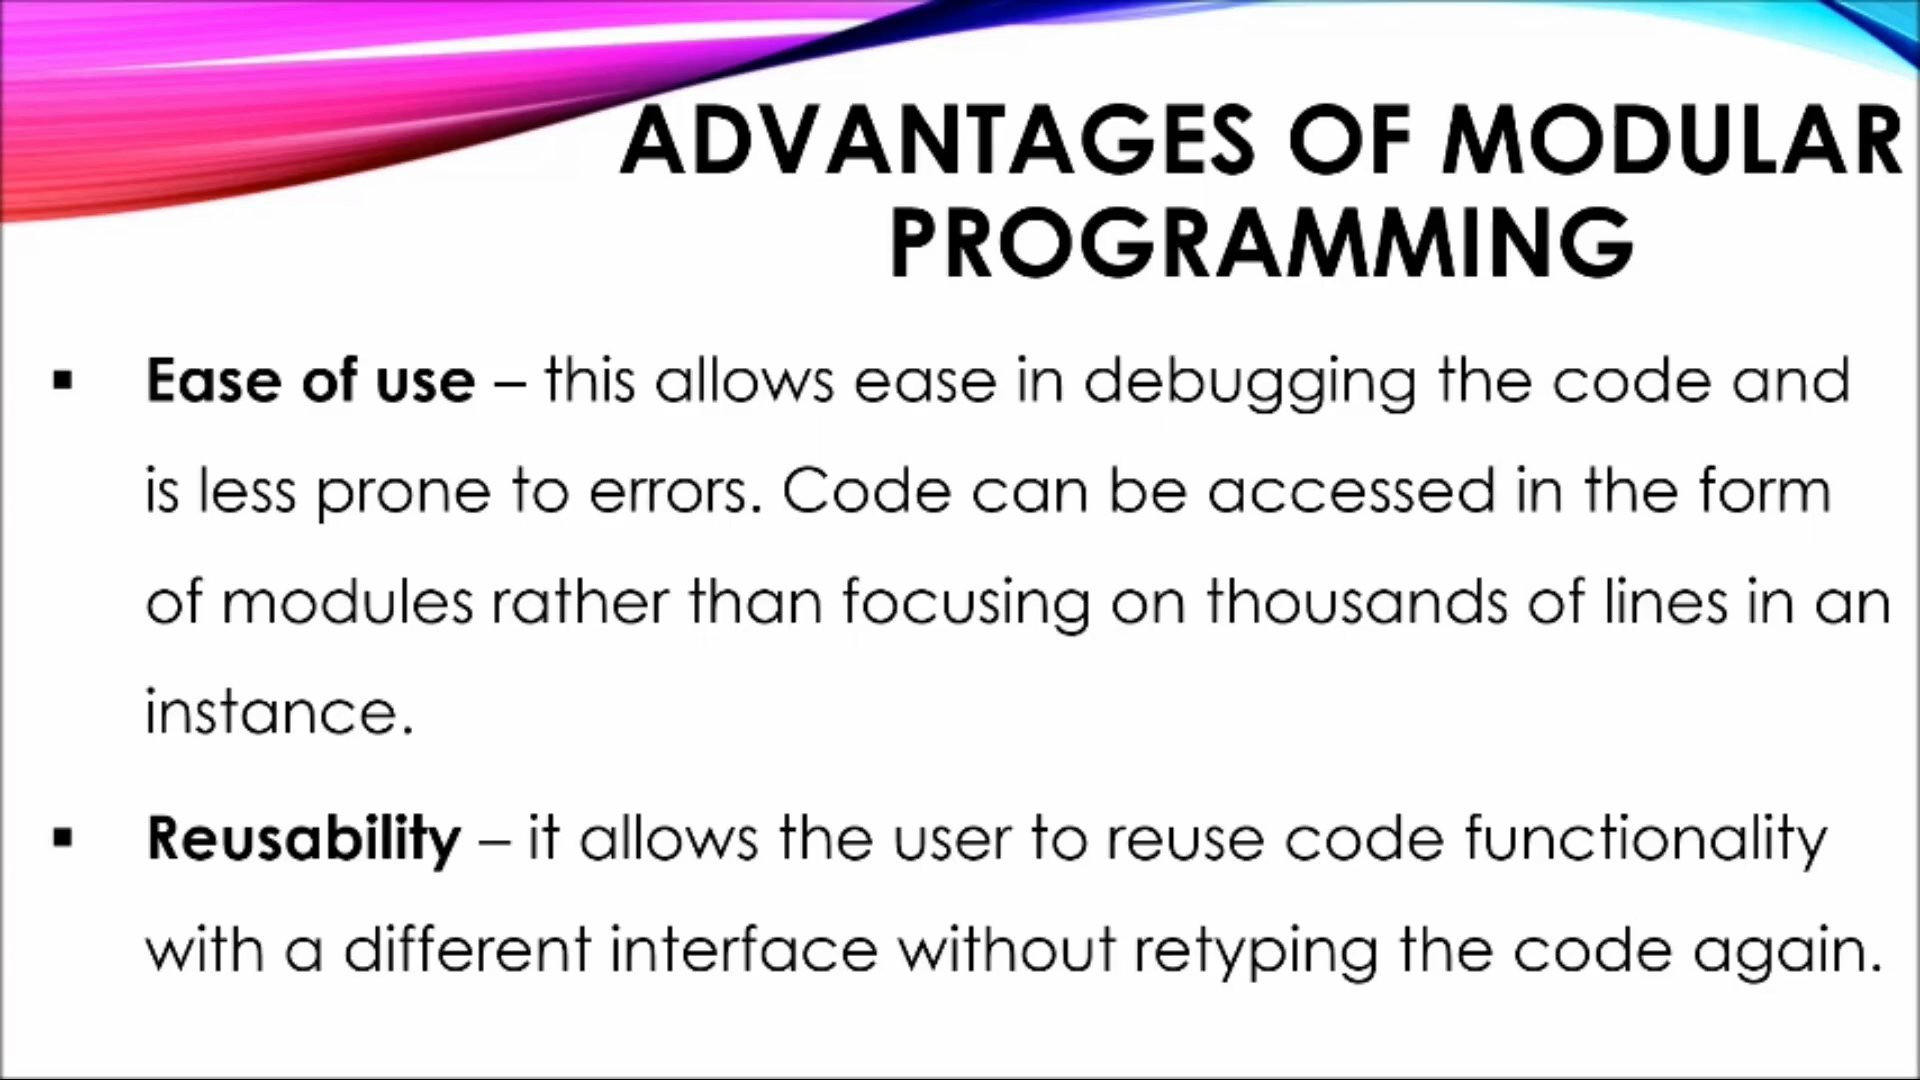 ADVANTAGES OF MODULAR
PROGRAMMING
▪ Ease of use – this allows ease in debugging the code and
is less prone to errors. Code can be accessed in the form
of modules rather than focusing on thousands of lines in an
instance.
▪ Reusability – it allows the user to reuse code functionality
with a different interface without retyping the code again.